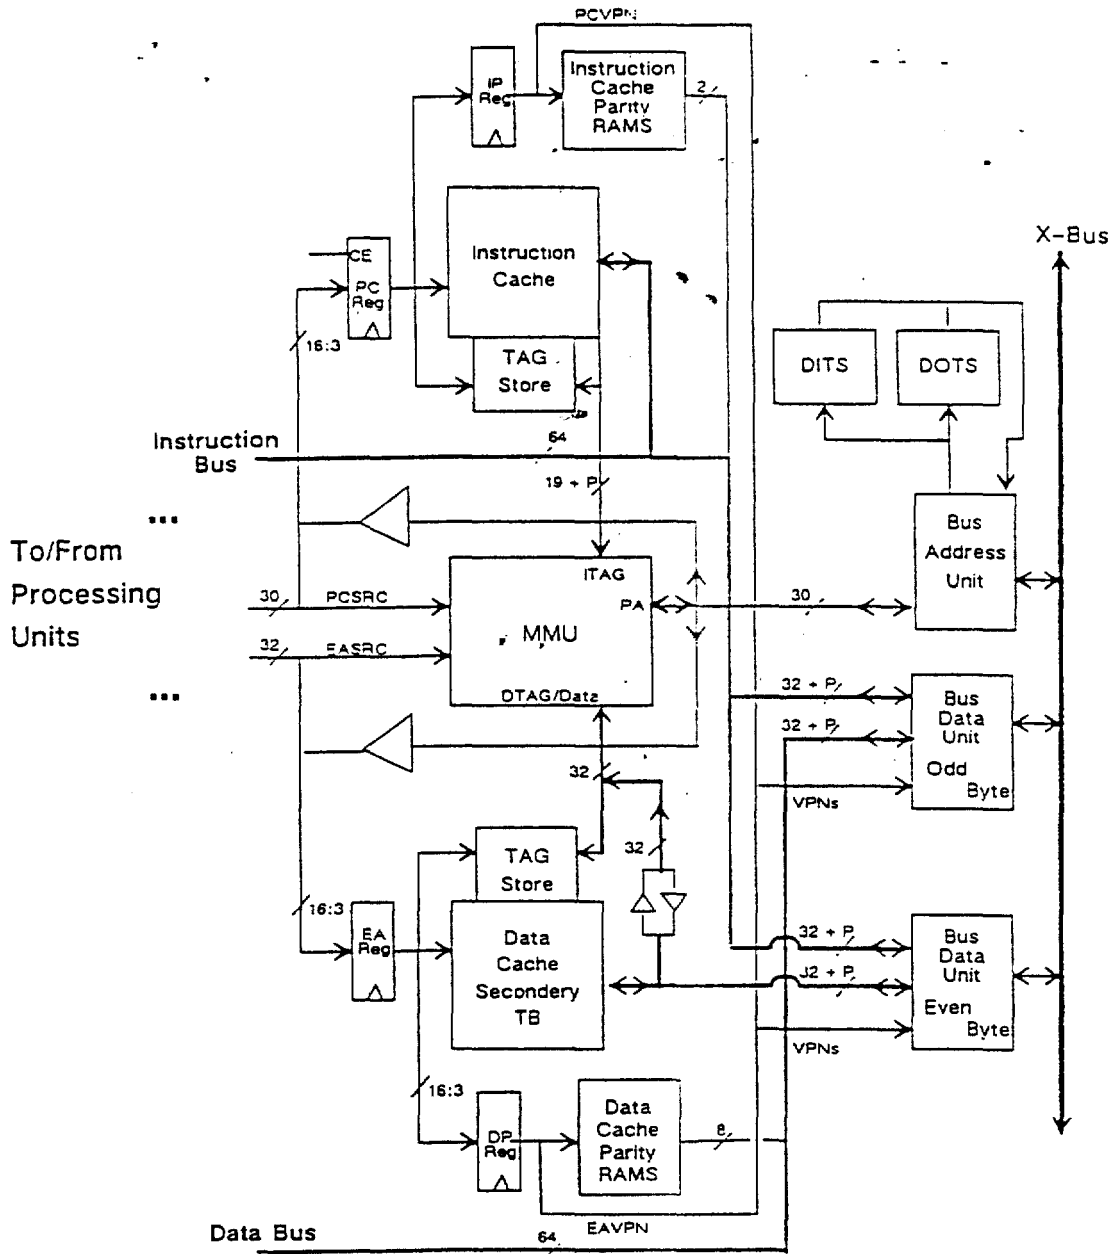 PCVPN
IP
Reg
Instruction
Cache
Parity
RAMS
2
X-Bus
CE
PC
Reg
Instruction
Cache
16:3
TAG
Store
DITS
DOTS
Instruction
Bus
64
19 + P
...
To/From
Processing
Units
Bus
Address
Unit
ITAG
30
PCSRC
PA
30
MMU
32
EASRC
DTAG/Data
...
32 + P
Bus
Data
Unit
Odd
Byte
32 + P
VPNs
32
32
TAG
Store
16:3
EA
Reg
Data
Cache
Secondery
TB
32 + P
Bus
Data
Unit
Even
Byte
32 + P
VPNs
16:3
DP
Reg
Data
Cache
Parity
RAMS
8
EAVPN
Data Bus
64